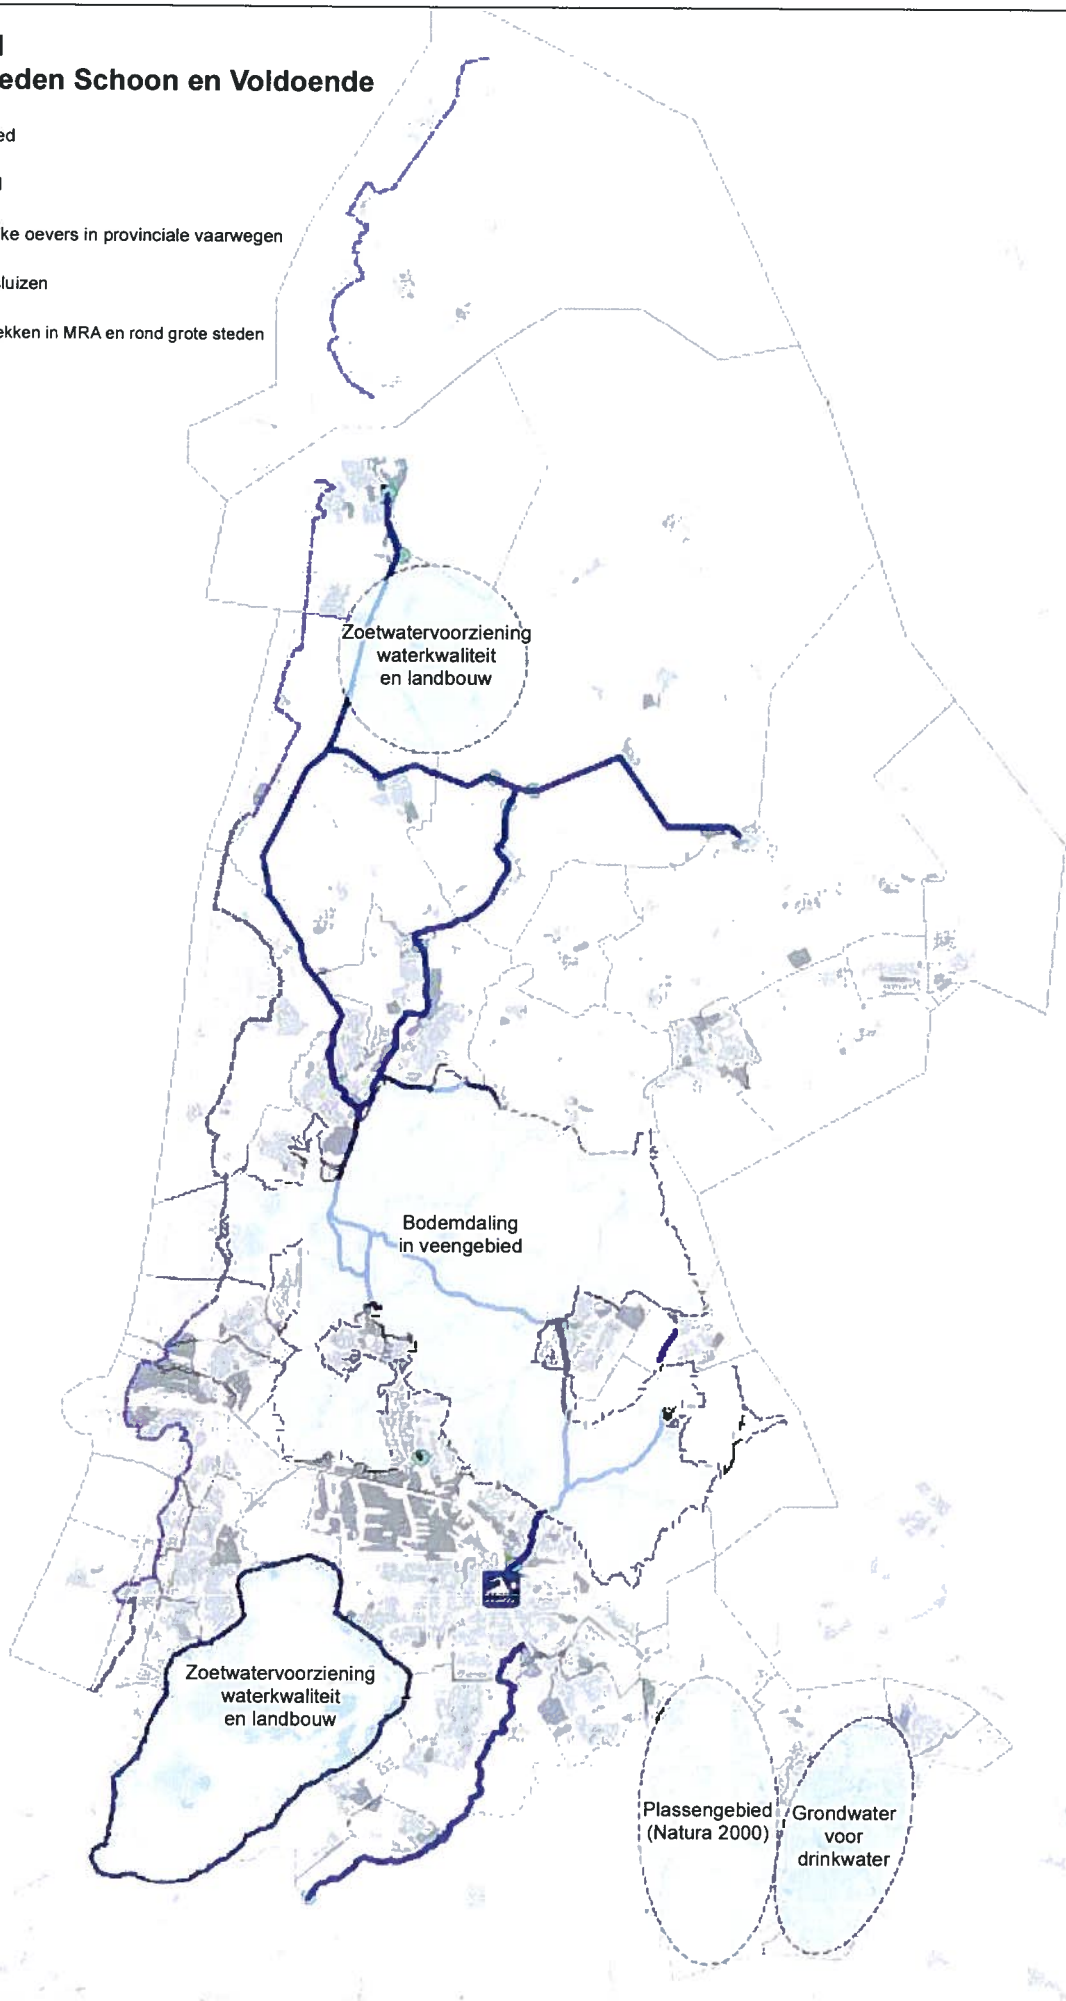 eden Schoon en Voldoende
ed
ke oevers in provinciale vaarwegen
luizen
ekken in MRA en rond grote steden
Zoetwatervoorziening
waterkwaliteit
en landbouw
Bodemdaling
in veengebied
Zoetwatervoorziening
waterkwaliteit
en landbouw
Plassengebied
(Natura 2000)
Grondwater
voor
drinkwater